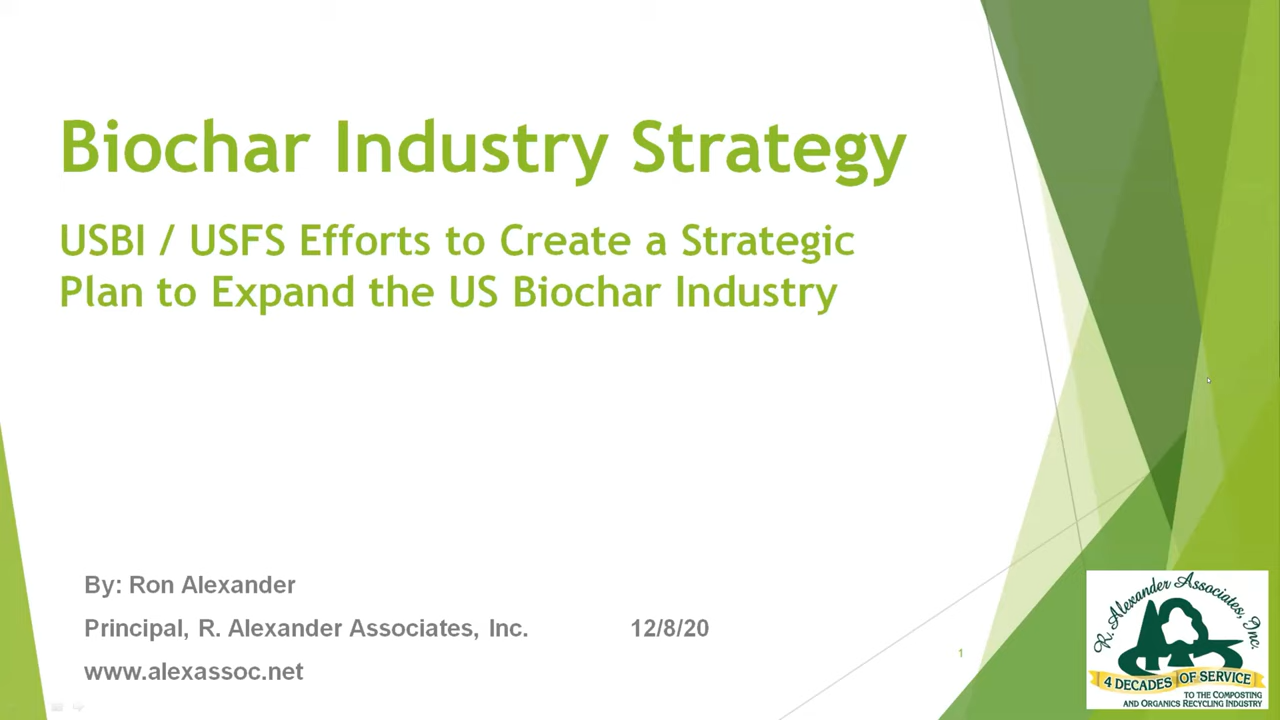 Biochar Industry Strategy
USBI / USFS Efforts to Create a Strategic
Plan to Expand the US Biochar Industry
By: Ron Alexander
Principal, R. Alexander Associates, Inc. 12/8/20
www.alexassoc.net
1
R. Alexander Associates, Inc.
4 DECADES OF SERVICE
TO THE COMPOSTING
AND ORGANICS RECYCLING INDUSTRY